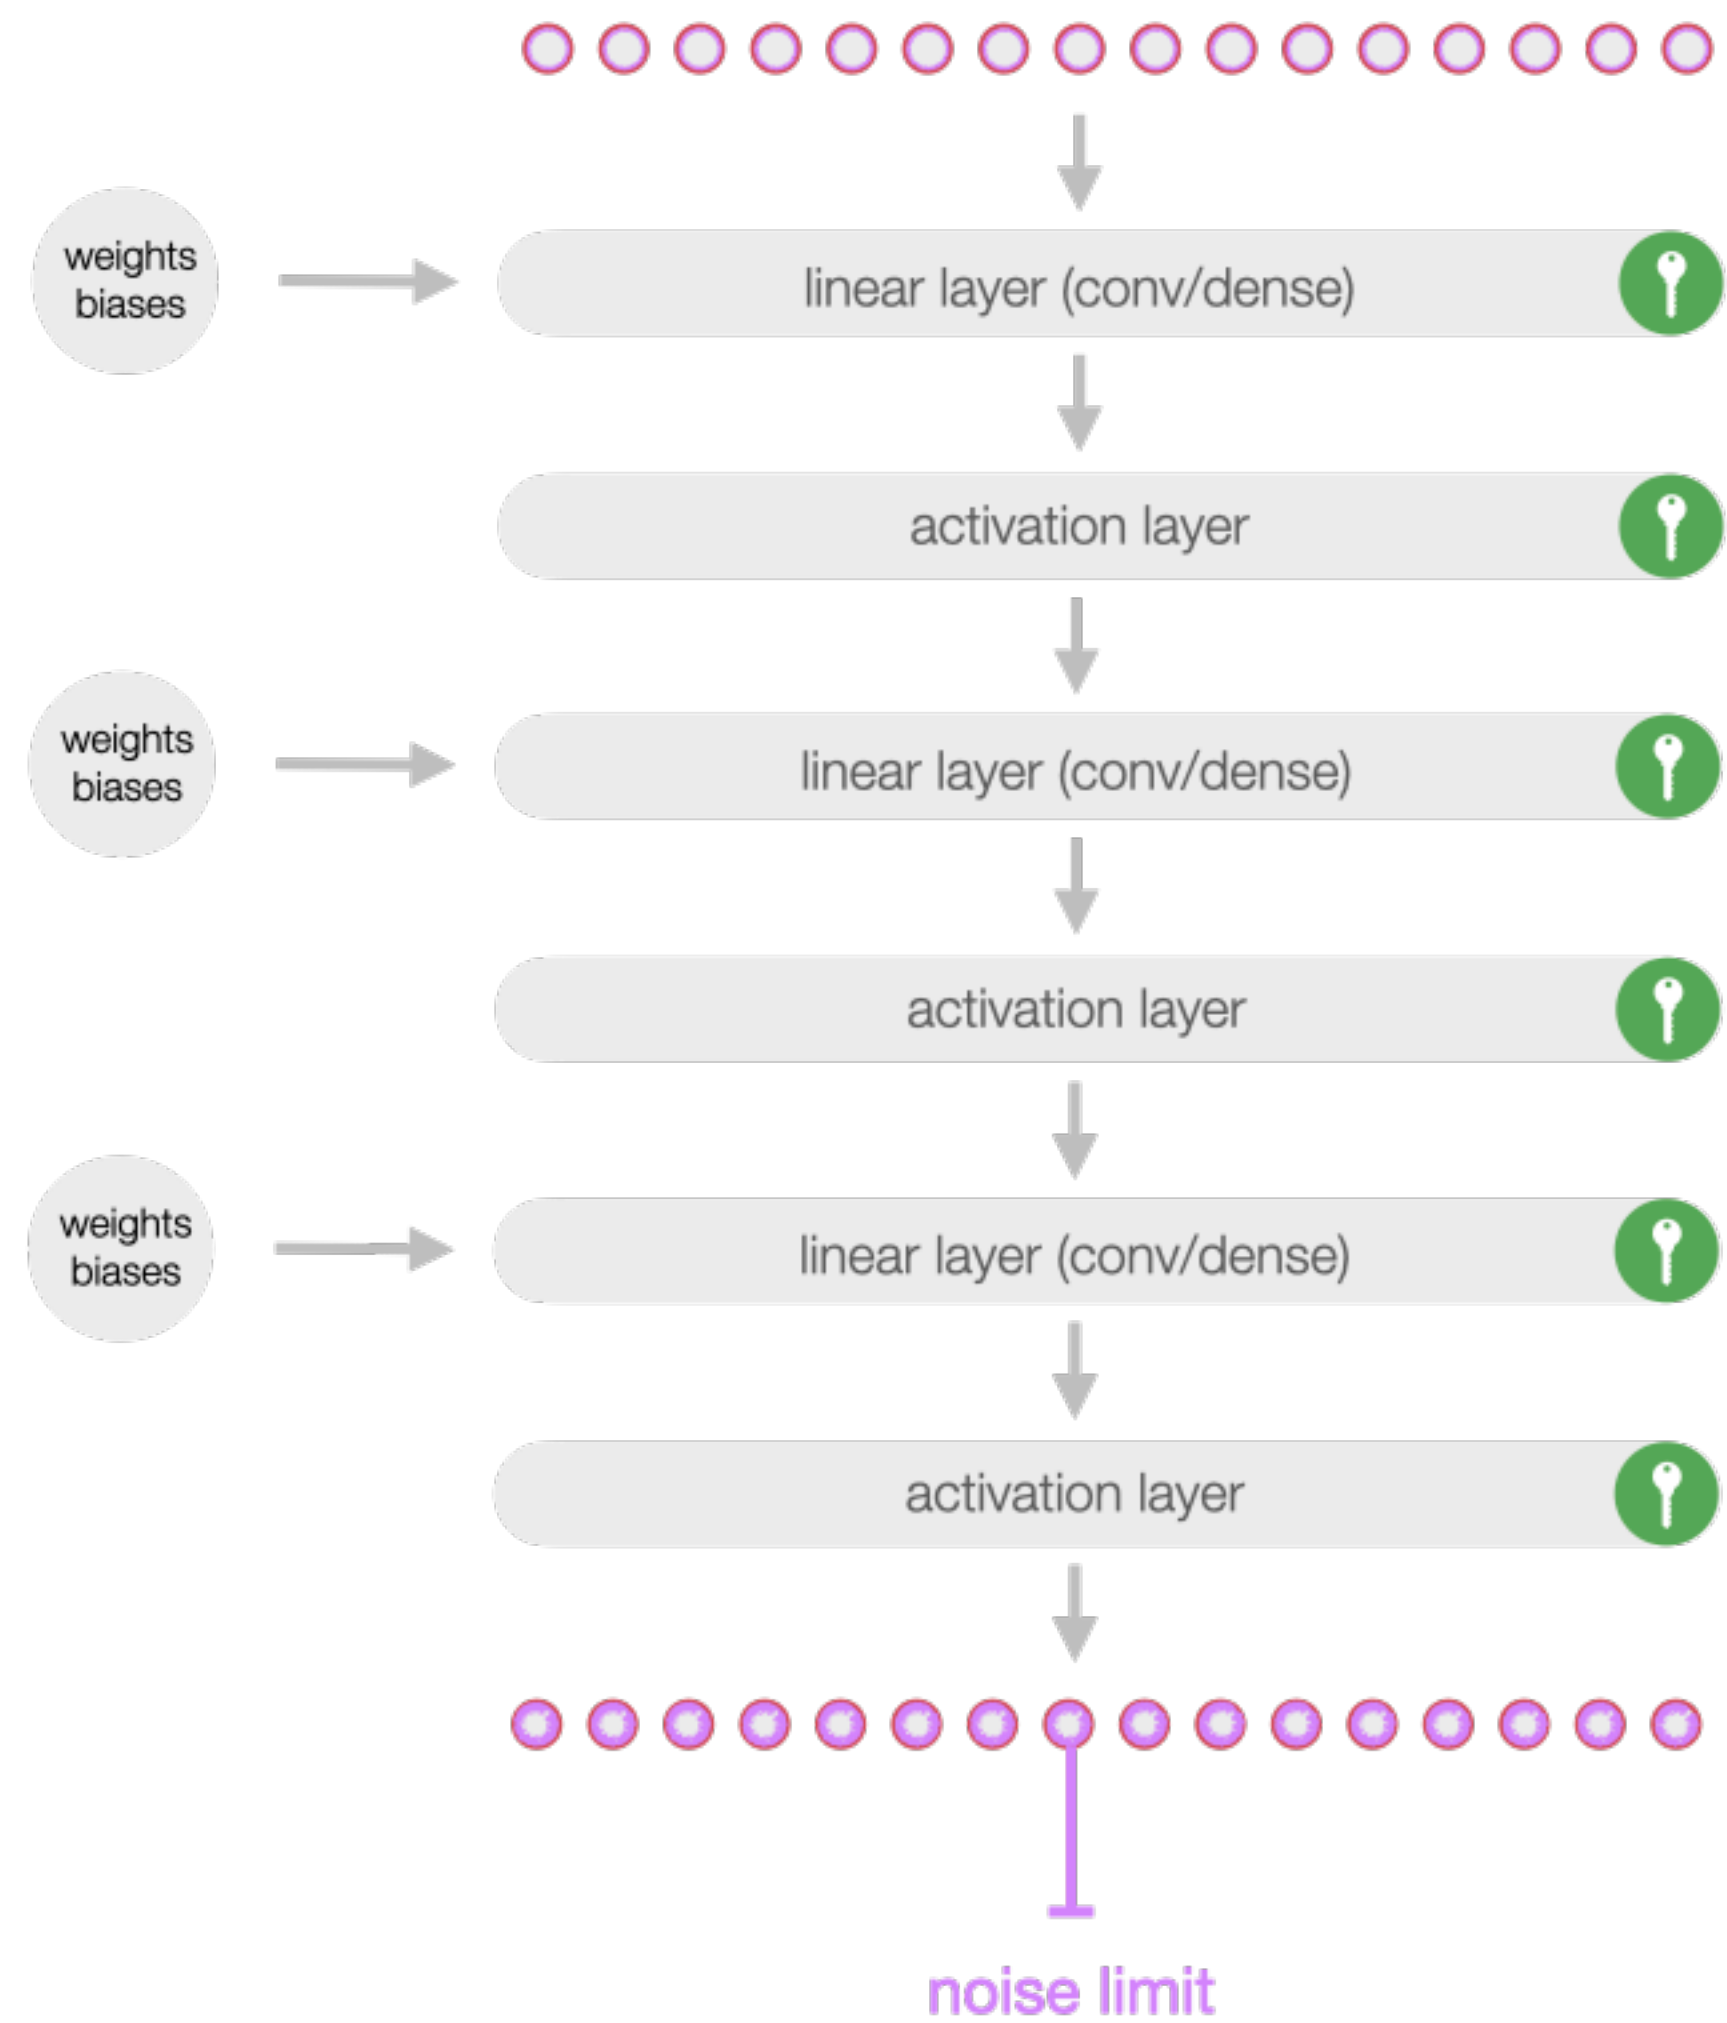 weights
biases
linear layer (conv/dense)
activation layer
weights
biases
linear layer (conv/dense)
activation layer
weights
biases
linear layer (conv/dense)
activation layer
noise limit